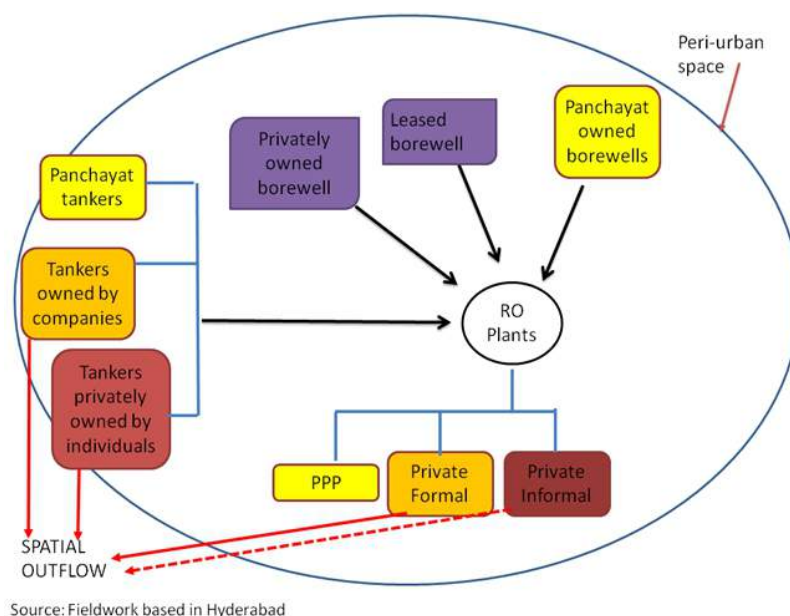 Peri-urban
space
Leased
borewell
Panchayat
owned
borewells
Privately
owned
borewell
Panchayat
tankers
Tankers
owned by
companies
RO
Plants
Tankers
privately
owned by
individuals
PPP
Private
Formal
Private
Informal
SPATIAL
OUTFLOW
Source: Fieldwork based in Hyderabad